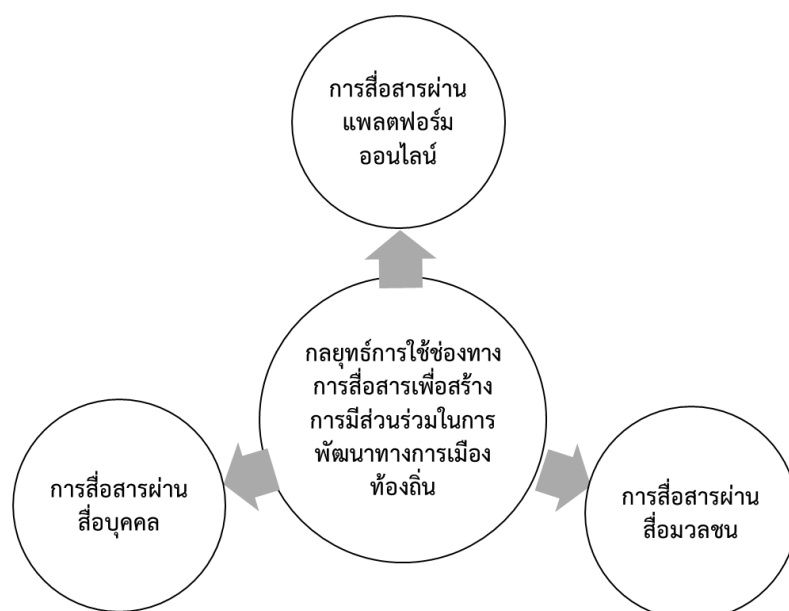 การสื่อสารผ่าน
แพลตฟอร์ม
ออนไลน์
กลยุทธ์การใช้ช่องทาง
การสื่อสารเพื่อสร้าง
การมีส่วนร่วมในการ
พัฒนาทางการเมือง
ท้องถิ่น
การสื่อสารผ่าน
สื่อบุคคล
การสื่อสารผ่าน
สื่อมวลชน